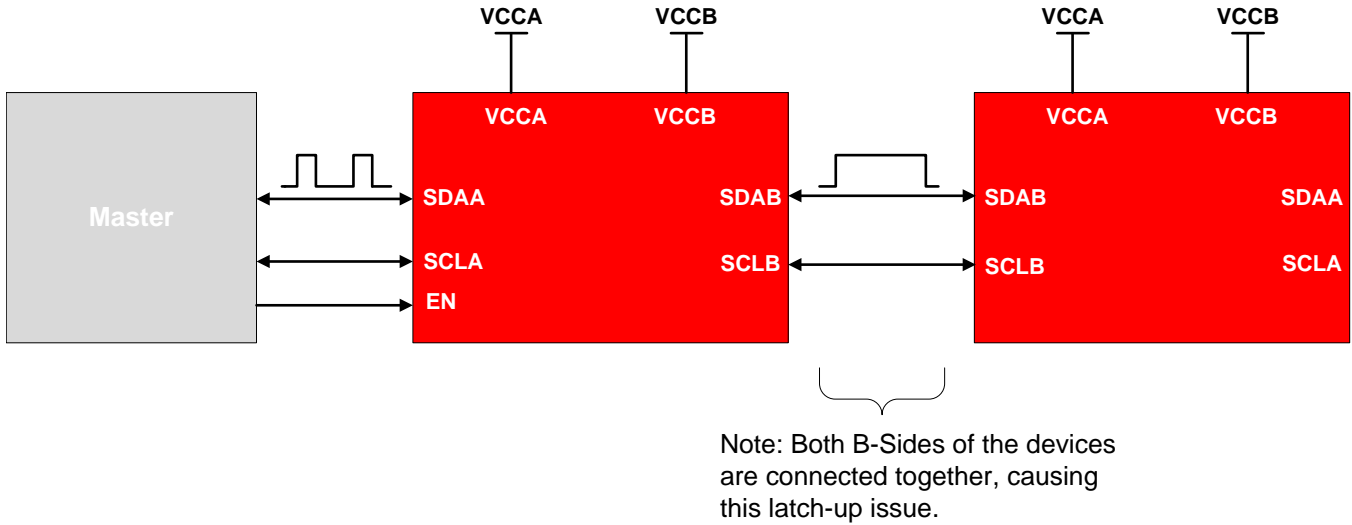 VCCA VCCB VCCA VCCB
VCCA VCCB VCCA VCCB
SDAA SDAB SDAB SDAA
Master
SCLA SCLB SCLB SCLA
EN
Note: Both B-Sides of the devices
are connected together, causing
this latch-up issue.